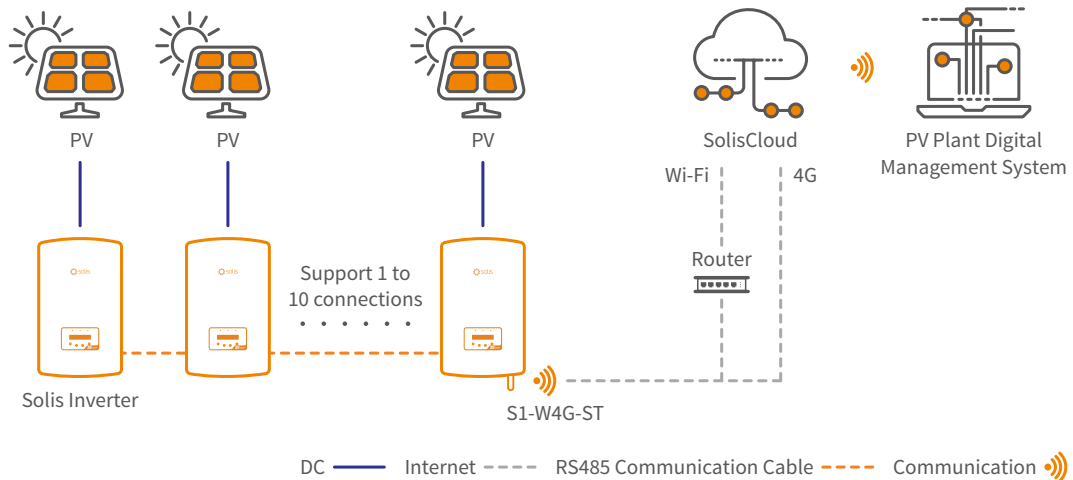 PV
PV
PV
SolisCloud
PV Plant Digital
Management System
Wi-Fi
4G
solis
solis
solis
Support 1 to
10 connections
Router
Solis Inverter
S1-W4G-ST
DC
Internet
RS485 Communication Cable
Communication